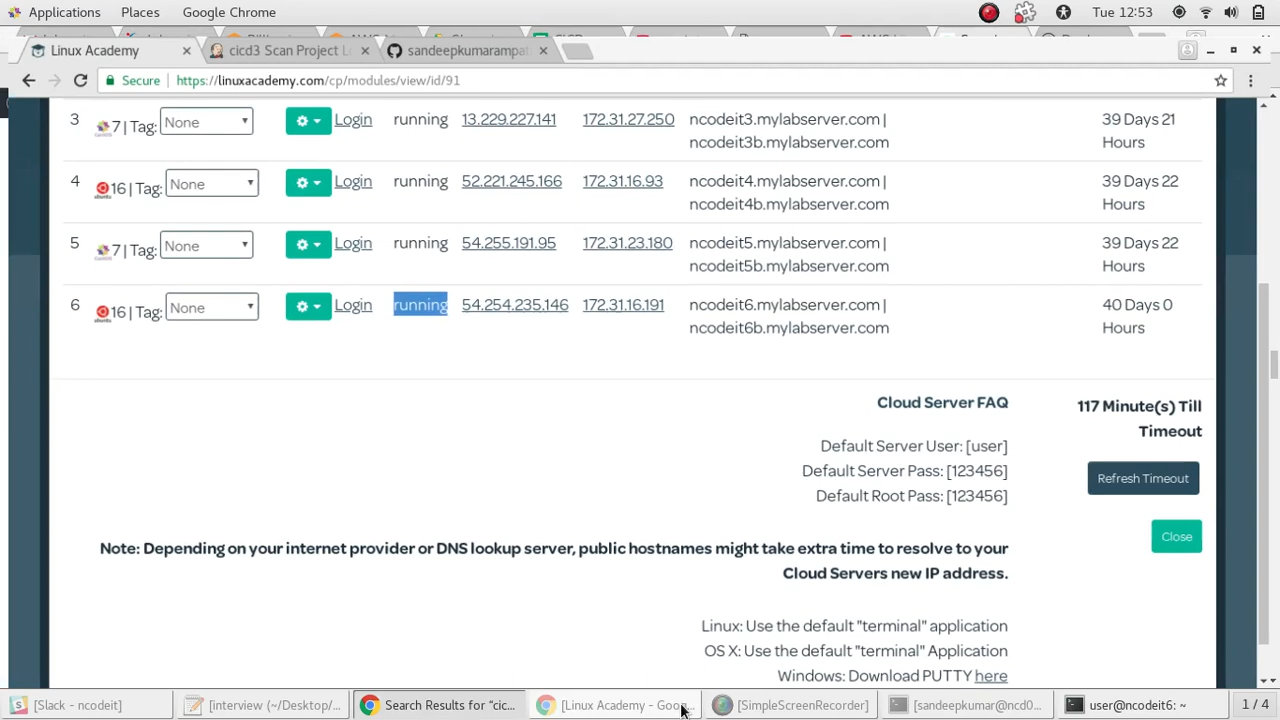 Applications Places Google Chrome Tue 12:53
Linux Academy cicd3 Scan Project Lo sandeepkumarampat
Secure https://linuxacademy.com/cp/modules/view/id/91
3 7 | Tag: None Login running 13.229.227.141 172.31.27.250 ncodeit3.mylabserver.com | 39 Days 21
ncodeit3b.mylabserver.com Hours
4 16 | Tag: None Login running 52.221.245.166 172.31.16.93 ncodeit4.mylabserver.com | 39 Days 22
ncodeit4b.mylabserver.com Hours
5 7 | Tag: None Login running 54.255.191.95 172.31.23.180 ncodeit5.mylabserver.com | 39 Days 22
ncodeit5b.mylabserver.com Hours
6 16 | Tag: None Login running 54.254.235.146 172.31.16.191 ncodeit6.mylabserver.com | 40 Days 0
ncodeit6b.mylabserver.com Hours
Cloud Server FAQ
117 Minute(s) Till
Timeout
Default Server User: [user]
Default Server Pass: [123456]
Default Root Pass: [123456]
Refresh Timeout
Close
Note: Depending on your internet provider or DNS lookup server, public hostnames might take extra time to resolve to your
Cloud Servers new IP address.
Linux: Use the default "terminal" application
OS X: Use the default "terminal" Application
Windows: Download PUTTY here
[Slack - ncodeit] [interview (~/Desktop/... Search Results for “cic... [Linux Academy - Goo... [SimpleScreenRecorder] [sandeepkumar@ncd0... user@ncodeit6: ~ 1 / 4